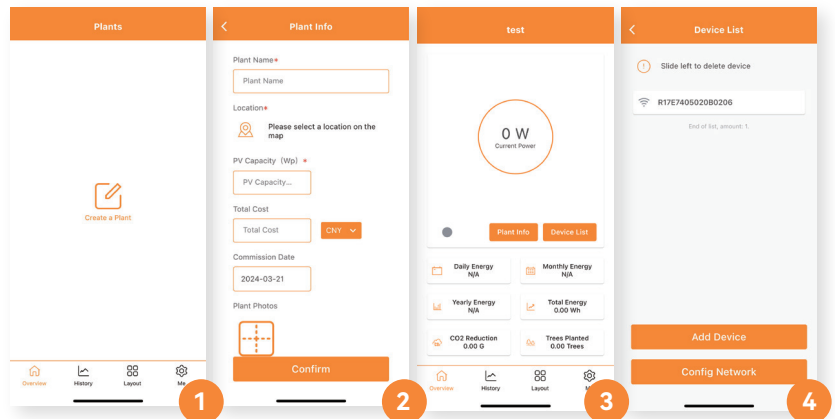 Plants
Create a Plant
Overview
History
Layout
Me
1
Plant Info
Plant Name*
Plant Name
Location*
Please select a location on the
map
PV Capacity (Wp) *
PV Capacity...
Total Cost
Total Cost
CNY
Commission Date
2024-03-21
Plant Photos
Confirm
2
test
0 W
Current Power
Plant Info
Device List
Daily Energy
N/A
Monthly Energy
N/A
Yearly Energy
N/A
Total Energy
0.00 Wh
CO2 Reduction
0.00 G
Trees Planted
0.00 Trees
Overview
History
Layout
3
Device List
Slide left to delete device
R17E7405020B0206
End of list, amount: 1.
Add Device
Config Network
4